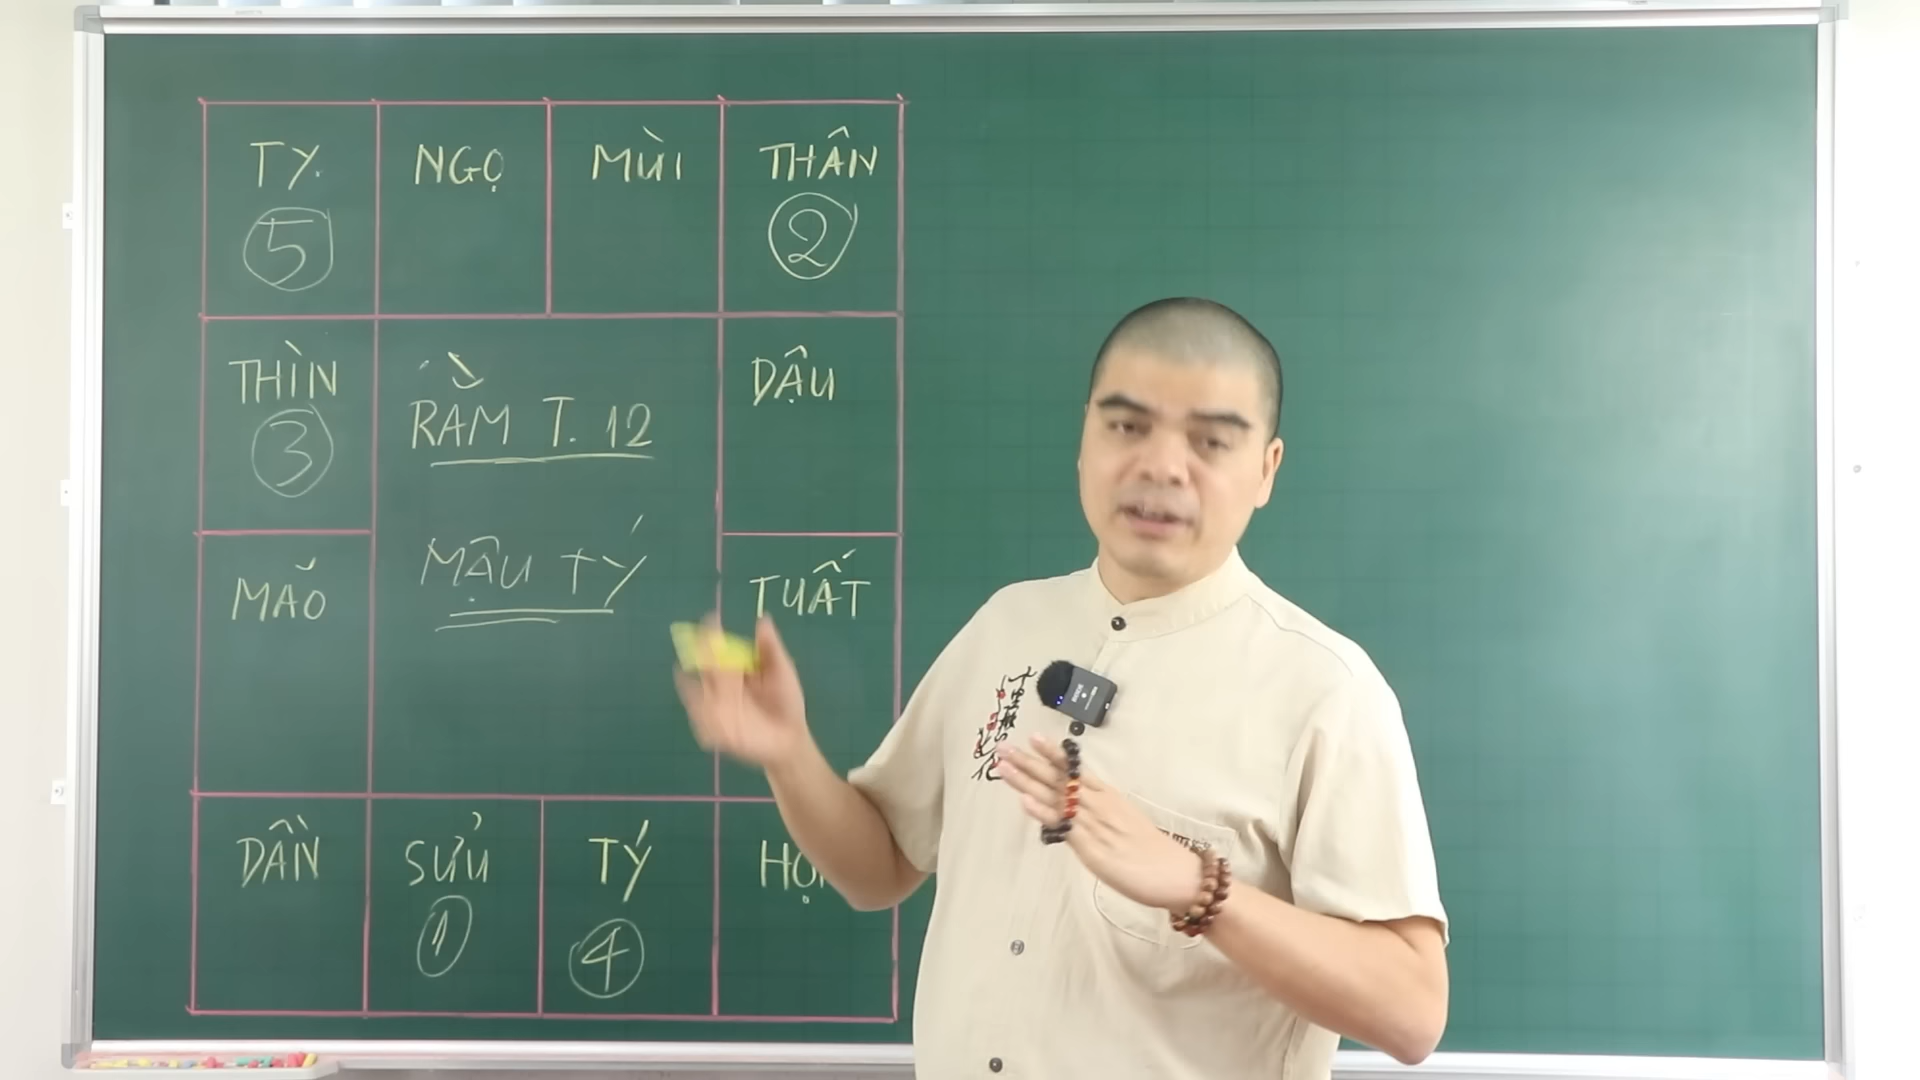 TỴ
NGỌ
MÙI
THÂN
5
2
THÌN
RẰM T. 12
DẬU
3
MẬU TÝ
MÃO
TUẤT
DẦN
SỬU
TÝ
HỢI
1
4